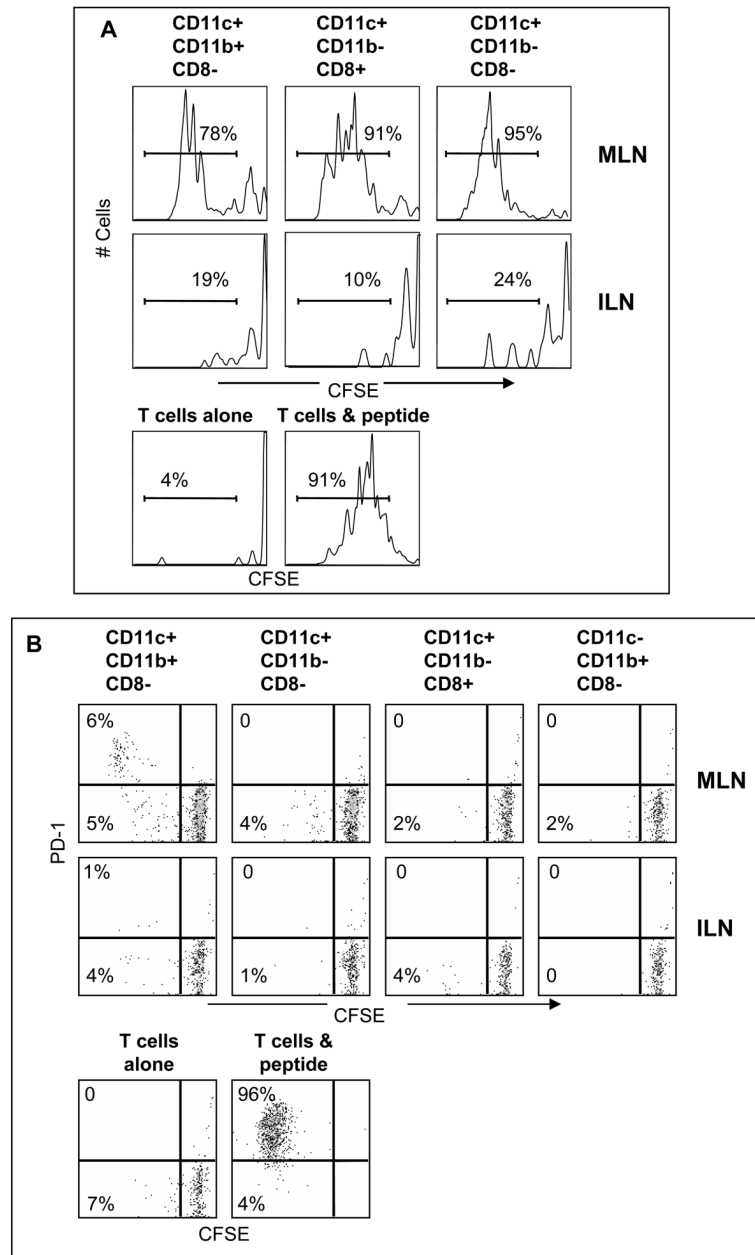 A
CD11c+ CD11c+ CD11c+
CD11b+ CD11b- CD11b-
CD8- CD8+ CD8-
78% 91% 95%
MLN
# Cells
19% 10% 24%
ILN
CFSE
T cells alone T cells & peptide
4% 91%
CFSE
B
CD11c+ CD11c+ CD11c+ CD11c-
CD11b+ CD11b- CD11b- CD11b+
CD8- CD8- CD8+ CD8-
6% 0 0 0
MLN
5% 4% 2% 2%
PD-1
1% 0 0 0
ILN
4% 1% 4% 0
CFSE
T cells T cells &
alone peptide
0 96%
7% 4%
CFSE